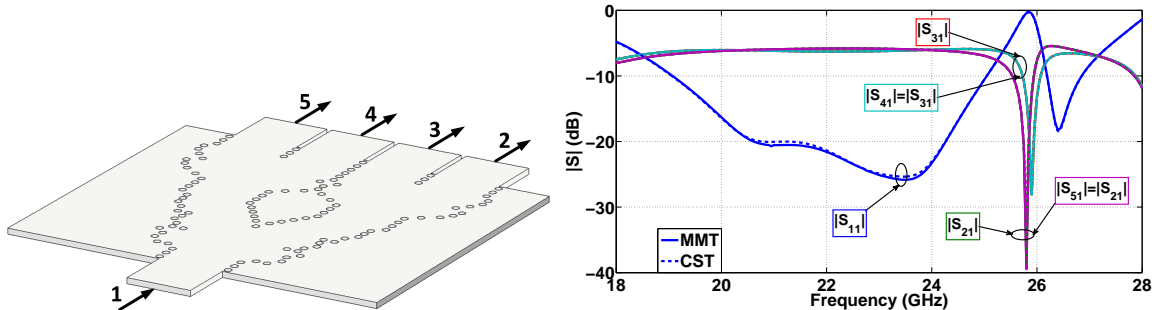 5
4
3
2
1
0
−10
−20
−30
−40
|S| (dB)
18
20
22
24
26
28
Frequency (GHz)
|S31|
|S41|=|S31|
|S51|=|S21|
|S21|
|S11|
MMT
CST